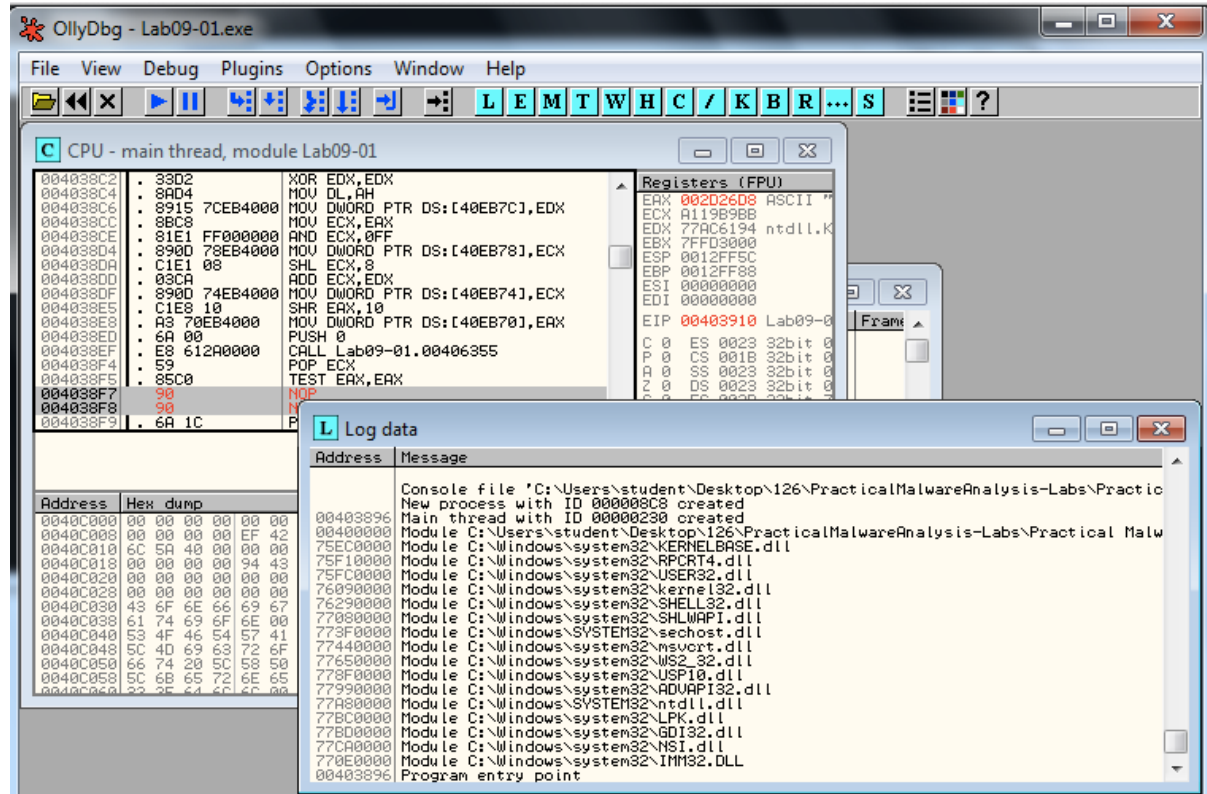 OllyDbg - Lab09-01.exe
File View Debug Plugins Options Window Help
L E M T W H C / K B R ... S ?
C CPU - main thread, module Lab09-01
004038C2 . 33D2 XOR EDX,EDX
004038C4 . 8AD4 MOV DL,AH
004038C6 . 8915 7CEB4000 MOV DWORD PTR DS:[40EB7C],EDX
004038CC . 8BC8 MOV ECX,EAX
004038CE . 81E1 FF000000 AND ECX,0FF
004038D4 . 890D 78EB4000 MOV DWORD PTR DS:[40EB78],ECX
004038DA . C1E1 08 SHL ECX,8
004038DD . 03CA ADD ECX,EDX
004038DF . 890D 74EB4000 MOV DWORD PTR DS:[40EB74],ECX
004038E5 . C1E8 10 SHR EAX,10
004038E8 . A3 70EB4000 MOV DWORD PTR DS:[40EB70],EAX
004038ED . 6A 00 PUSH 0
004038EF . E8 612A0000 CALL Lab09-01.00406355
004038F4 . 59 POP ECX
004038F5 . 85C0 TEST EAX,EAX
004038F7 90 NOP
004038F8 90
004038F9 . 6A 1C
Registers (FPU)
EAX 002D26D8 ASCII "
ECX A119B9BB
EDX 77AC6194 ntdll.K
EBX 7FFD3000
ESP 0012FF5C
EBP 0012FF88
ESI 00000000
EDI 00000000
EIP 00403910 Lab09-0
C 0 ES 0023 32bit 0
P 0 CS 001B 32bit 0
A 0 SS 0023 32bit 0
Z 0 DS 0023 32bit 0
Frame
Address Hex dump
0040C000 00 00 00 00 00 00
0040C008 00 00 00 00 EF 42
0040C010 6C 5A 40 00 00 00
0040C018 00 00 00 00 94 43
0040C020 00 00 00 00 00 00
0040C028 00 00 00 00 00 00
0040C030 43 6F 6E 66 69 67
0040C038 61 74 69 6F 6E 00
0040C040 53 4F 46 54 57 41
0040C048 5C 4D 69 63 72 6F
0040C050 66 74 20 5C 58 50
0040C058 5C 6B 65 72 6E 65
L Log data
Address Message
Console file 'C:\Users\student\Desktop\126\PracticalMalwareAnalysis-Labs\Practic
New process with ID 000008C8 created
00403896 Main thread with ID 00000230 created
00400000 Module C:\Users\student\Desktop\126\PracticalMalwareAnalysis-Labs\Practical Malw
75EC0000 Module C:\Windows\system32\KERNELBASE.dll
75F10000 Module C:\Windows\system32\RPCRT4.dll
75FC0000 Module C:\Windows\system32\USER32.dll
76090000 Module C:\Windows\system32\kernel32.dll
76290000 Module C:\Windows\system32\SHELL32.dll
77080000 Module C:\Windows\system32\SHLWAPI.dll
773F0000 Module C:\Windows\SYSTEM32\sechost.dll
77440000 Module C:\Windows\system32\msvcrt.dll
77650000 Module C:\Windows\system32\WS2_32.dll
778F0000 Module C:\Windows\system32\USP10.dll
77990000 Module C:\Windows\system32\ADVAPI32.dll
77A80000 Module C:\Windows\SYSTEM32\ntdll.dll
77BC0000 Module C:\Windows\system32\LPK.dll
77BD0000 Module C:\Windows\system32\GDI32.dll
77CA0000 Module C:\Windows\system32\NSI.dll
770E0000 Module C:\Windows\system32\IMM32.DLL
00403896 Program entry point